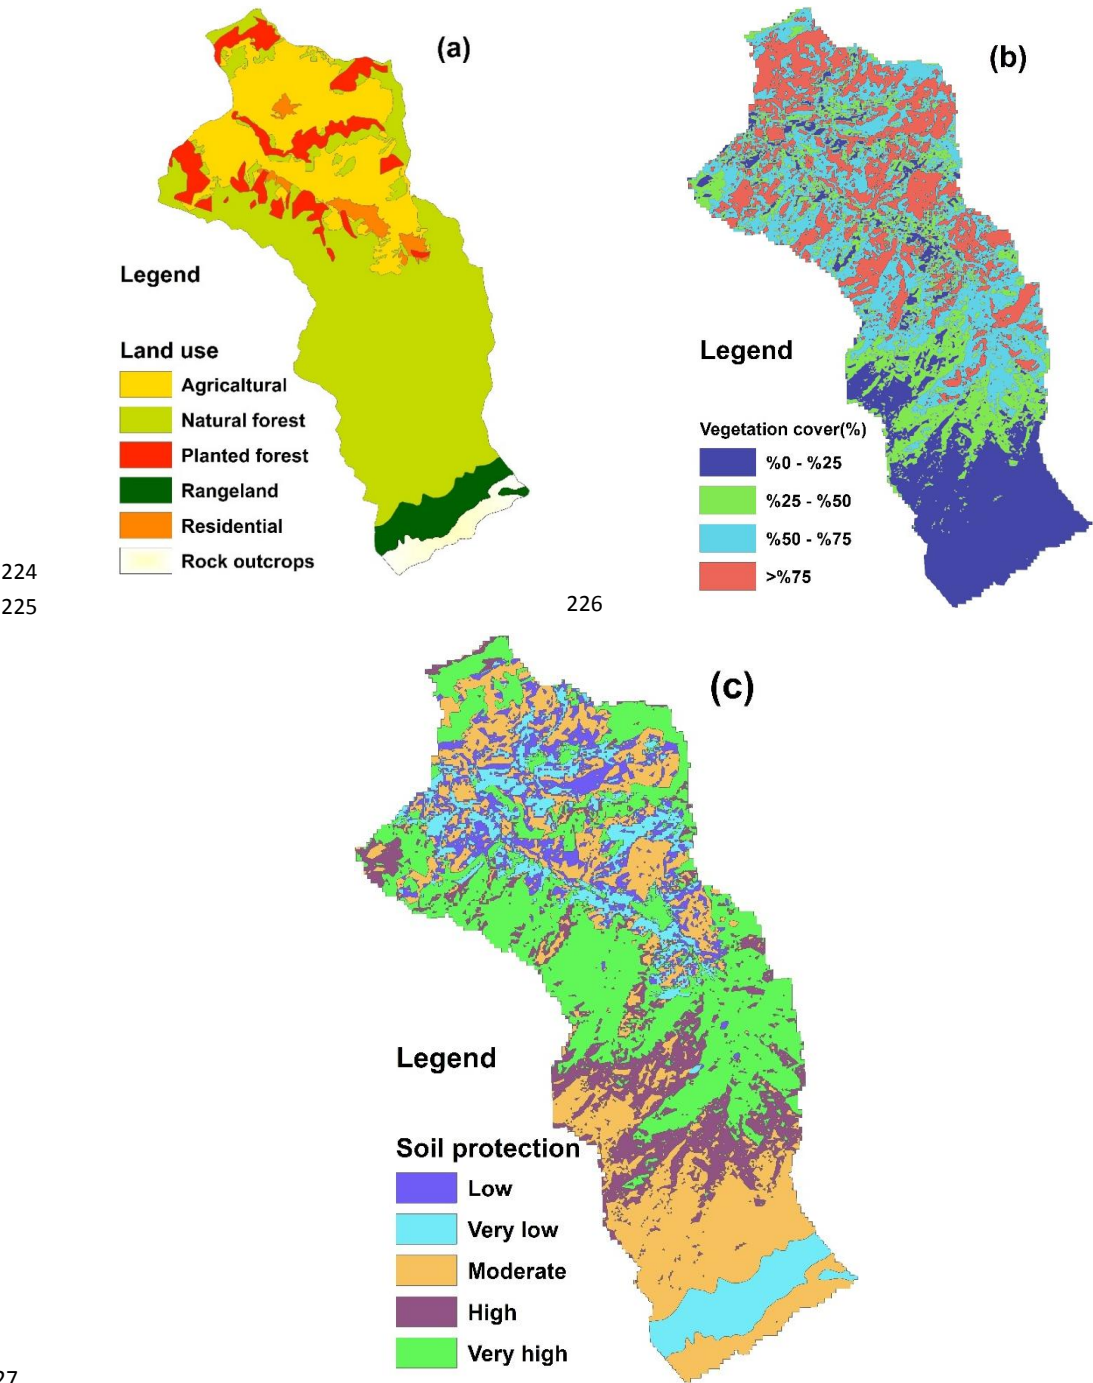 (a)
Legend
Land use
Agricaltural
Natural forest
Planted forest
Rangeland
Residential
Rock outcrops
(b)
Legend
Vegetation cover(%)
%0 - %25
%25 - %50
%50 - %75
>%75
224
225
226
(c)
Legend
Soil protection
Low
Very low
Moderate
High
Very high
27